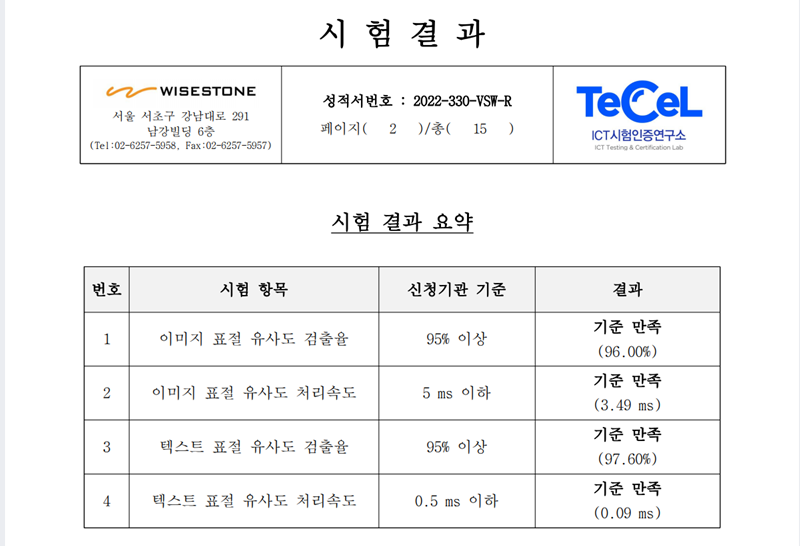 시 험 결 과
WISESTONE
서울 서초구 강남대로 291
남강빌딩 6층
(Tel:02-6257-5958, Fax:02-6257-5957)
성적서번호 : 2022-330-VSW-R
페이지( 2 )/총( 15 )
TeCeL
ICT시험인증연구소
ICT Testing & Certification Lab
시험 결과 요약
번호 시험 항목 신청기관 기준 결과
1 이미지 표절 유사도 검출율 95% 이상 기준 만족
(96.00%)
2 이미지 표절 유사도 처리속도 5 ms 이하 기준 만족
(3.49 ms)
3 텍스트 표절 유사도 검출율 95% 이상 기준 만족
(97.60%)
4 텍스트 표절 유사도 처리속도 0.5 ms 이하 기준 만족
(0.09 ms)